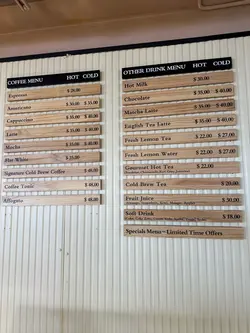 COFFEE MENU HOT COLD
Espresso $ 20.00
Americano $ 30.00 $ 35.00
Cappuccino $ 35.00 $ 40.00
Latte $ 35.00 $ 40.00
Mocha $ 35.00 $ 40.00
Flat White $ 35.00
Signature Cold Brew Coffee $ 40.00
Coffee Tonic $ 40.00
Affogato $ 40.00
OTHER DRINK MENU HOT COLD
Hot Milk $ 30.00
Chocolate $ 35.00 $ 40.00
Matcha Latte $ 35.00 $ 40.00
English Tea Latte $ 35.00 $ 40.00
Fresh Lemon Tea $ 22.00 $ 27.00
Fresh Lemon Water $ 22.00 $ 27.00
Tea $ 22.00
Cold Brew Tea $ 20.00
Fruit Juice $ 30.00
Soft Drink $ 18.00
Specials Menu~Limited Time Offers